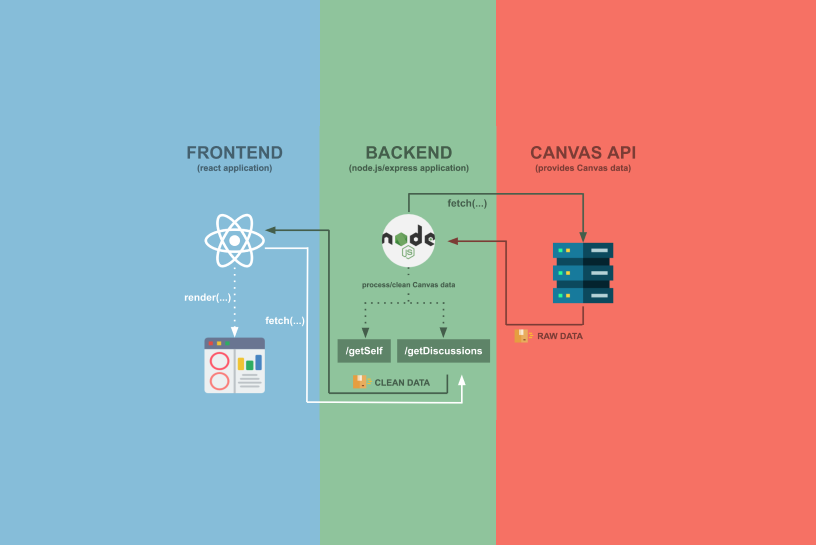 FRONTEND
(react application)
BACKEND
(node.js/express application)
CANVAS API
(provides Canvas data)
fetch(...)
node
JS
process/clean Canvas data
render(...)
fetch(...)
/getSelf
/getDiscussions
RAW DATA
CLEAN DATA